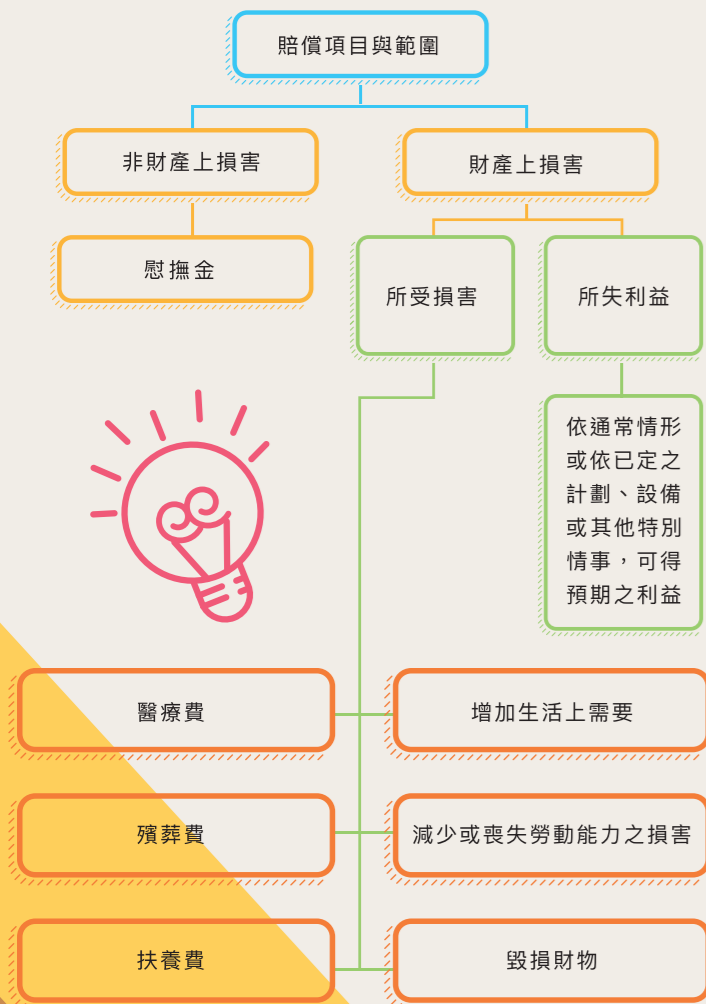 賠償項目與範圍
非財產上損害
財產上損害
慰撫金
所受損害
所失利益
依通常情形
或依已定之
計劃、設備
或其他特別
情事，可得
預期之利益
醫療費
增加生活上需要
殯葬費
減少或喪失勞動能力之損害
扶養費
毀損財物